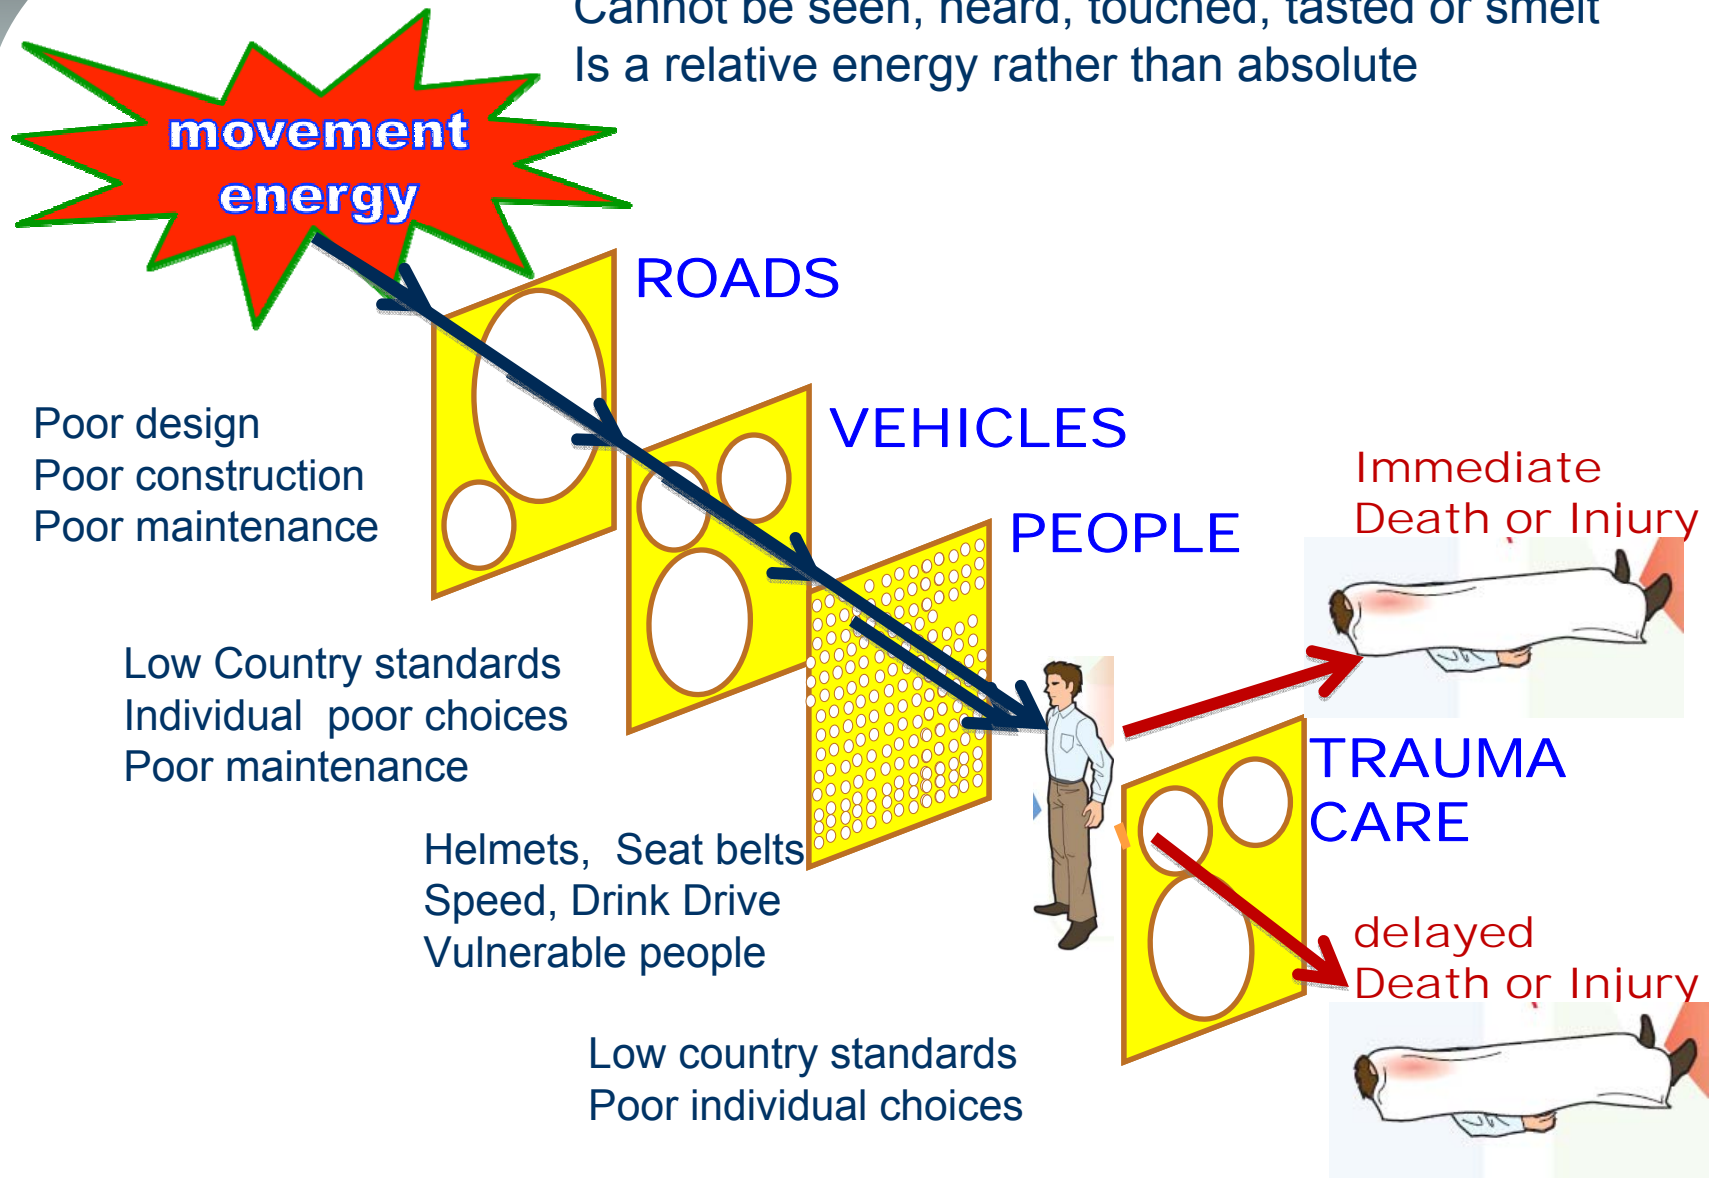 Cannot be seen, heard, touched, tasted or smelt
Is a relative energy rather than absolute
movement
energy
ROADS
Poor design
Poor construction
Poor maintenance
VEHICLES
Low Country standards
Individual poor choices
Poor maintenance
PEOPLE
Helmets, Seat belts
Speed, Drink Drive
Vulnerable people
Immediate
Death or Injury
TRAUMA
CARE
Low country standards
Poor individual choices
delayed
Death or Injury